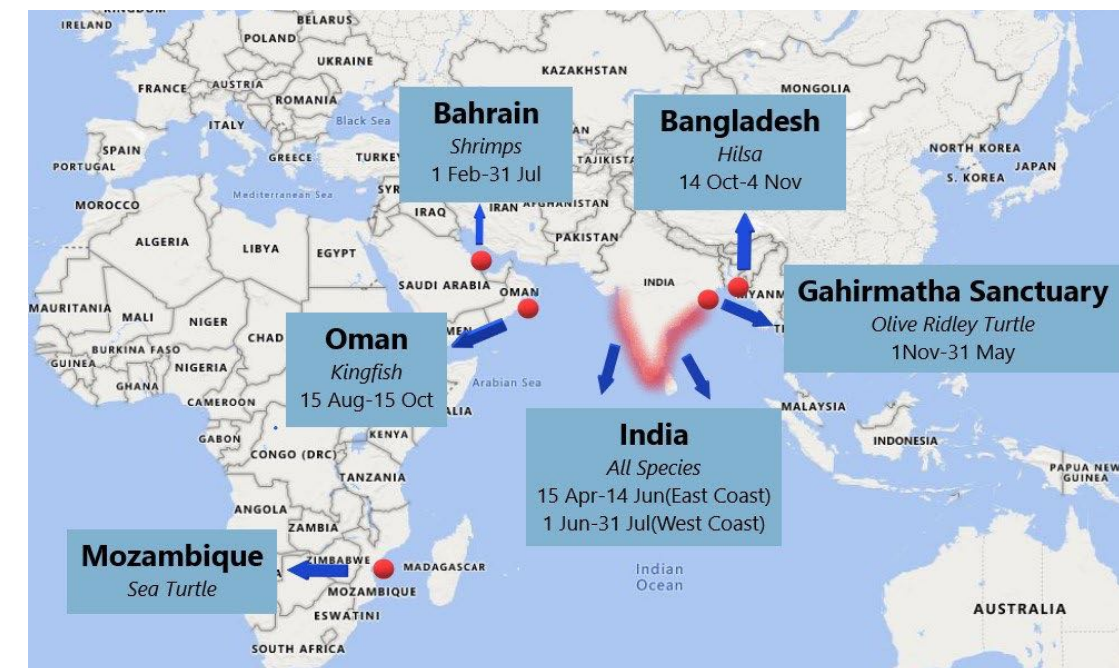 IRELAND
BELARUS
POLAND
UKRAINE
KAZAKHSTAN
MONGOLIA
FRANCE
AUSTRIA
ROMANIA
ITALY
Black Sea
SPAIN
PORTUGAL
GREECE
TURKEY
TAJIKISTA
NORTH KOREA
JAPAN
S. KOREA
Bahrain
Shrimps
1 Feb-31 Jul
Bangladesh
Hilsa
14 Oct-4 Nov
Mediterranean Sea
SYR
IRAQ
IRAN
AFGHANISTAN
MOROCCO
ALGERIA
LIBYA
EGYPT
PAKISTAN
SAUDI ARABIA
OMAN
INDIA
MYANM
MAURITANIA
MALI
NIGER
CHAD
MEN
BURKINA FASO
GUINEA
NIGERIA
GHANA
CAMEROON
Gahirmatha Sanctuary
Olive Ridley Turtle
1Nov-31 May
Oman
Kingfish
15 Aug-15 Oct
Arabian Sea
ALIA
MALAYSIA
GABON
KENYA
CONGO (DRC)
INDONESIA
TANZANIA
PAPUA NEW
GUINEA
India
All Species
15 Apr-14 Jun(East Coast)
1 Jun-31 Jul(West Coast)
ANGOLA
ZAMBIA
Mozambique
Sea Turtle
ZIMBABWE
MADAGASCAR
MOZAMBIQUE
Indian
Ocean
ESWATINI
AUSTRALIA
SOUTH AFRICA